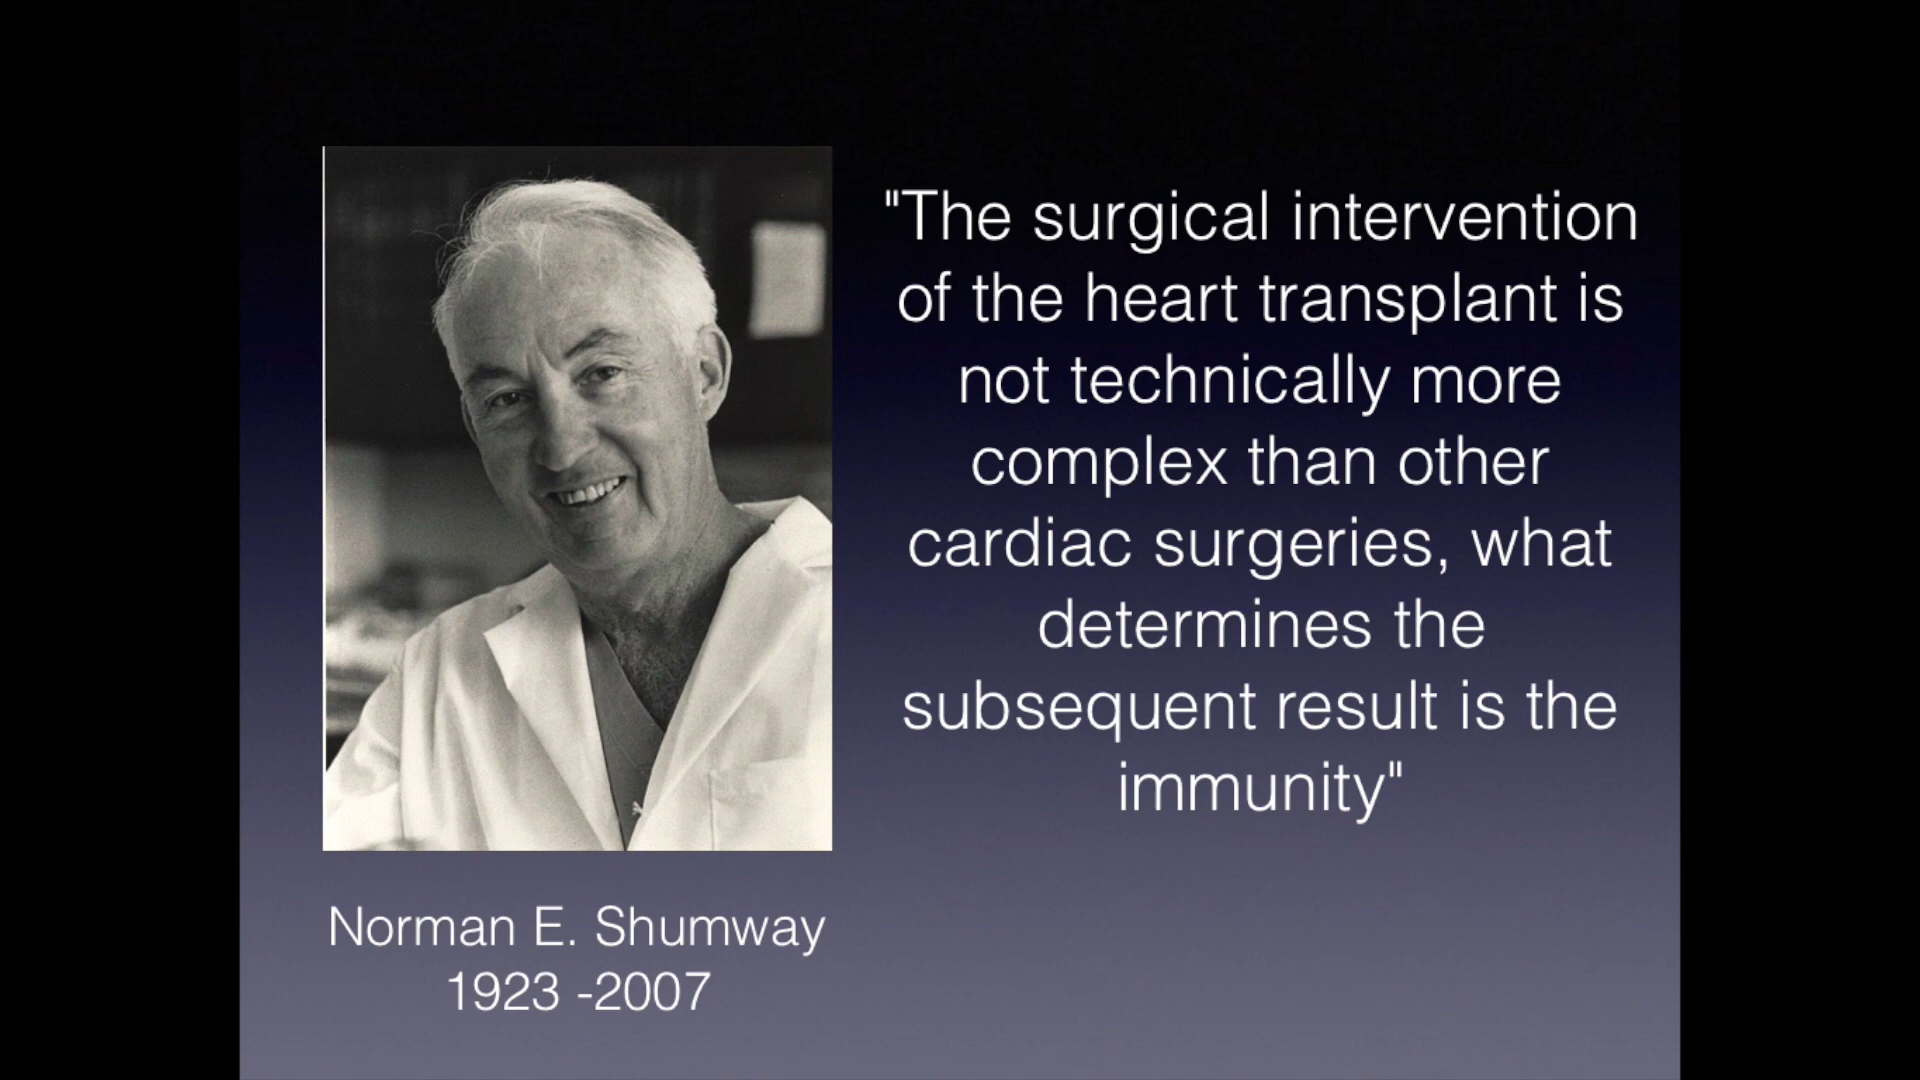 "The surgical intervention
of the heart transplant is
not technically more
complex than other
cardiac surgeries, what
determines the
subsequent result is the
immunity"
Norman E. Shumway
1923 -2007